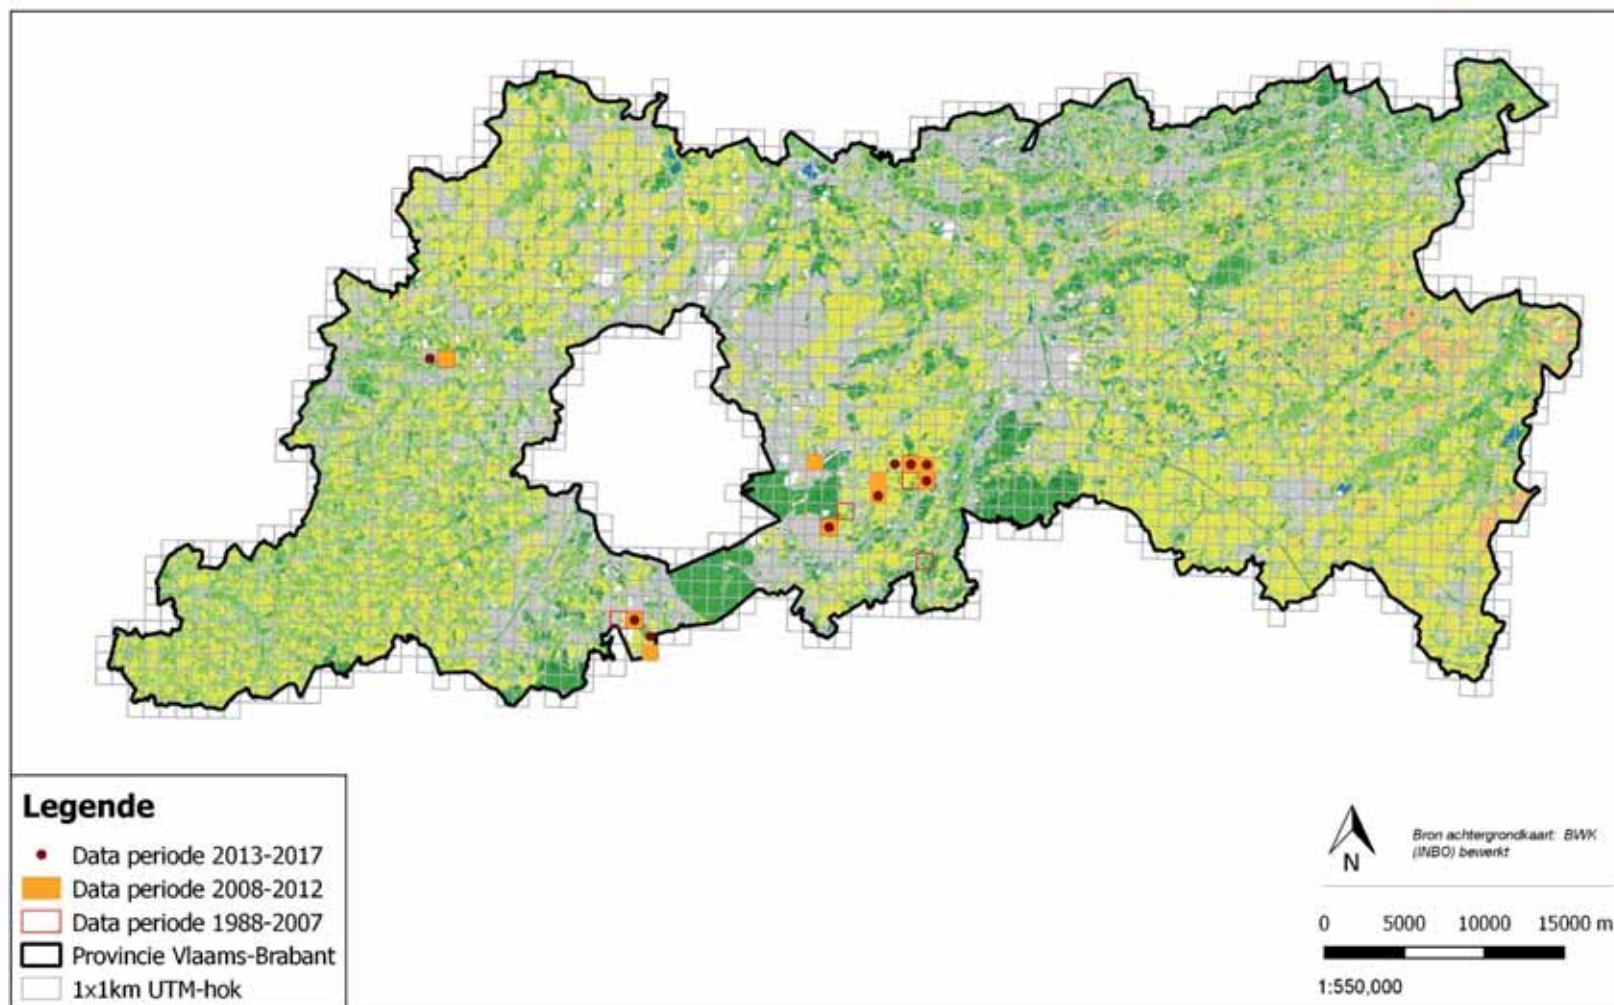 Legende
Data periode 2013-2017
Data periode 2008-2012
Data periode 1988-2007
Provincie Vlaams-Brabant
1x1km UTM-hok
N
Bron achtergrondkaart: BWK
(INBO) bewerkt
0 5000 10000 15000 m
1:550,000